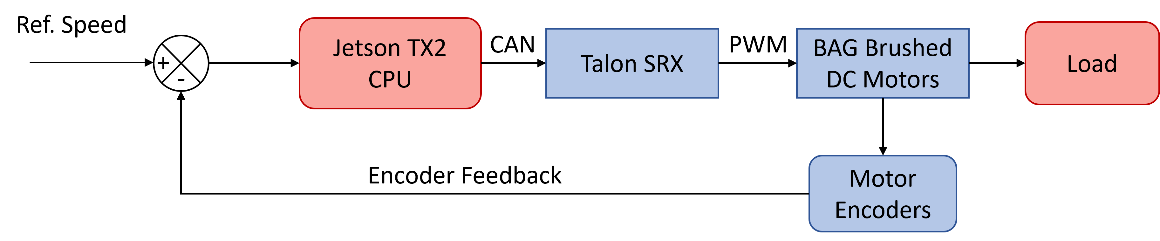 Ref. Speed
+
-
Jetson TX2
CPU
CAN
Talon SRX
PWM
BAG Brushed
DC Motors
Load
Encoder Feedback
Motor
Encoders